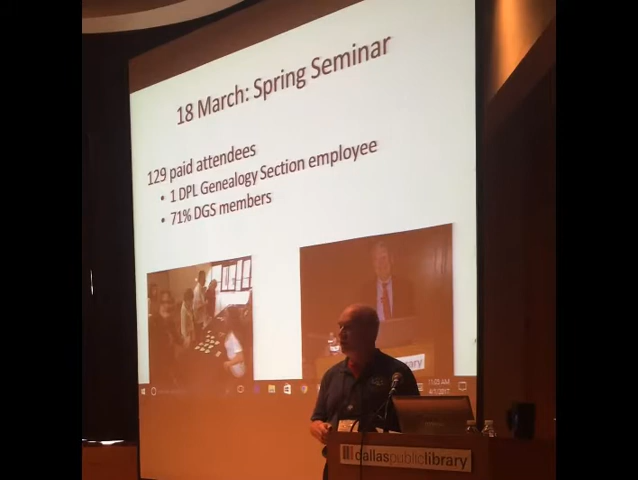 18 March: Spring Seminar
129 paid attendees
• 1 DPL Genealogy Section employee
• 71% DGS members
dallaspubliclibrary